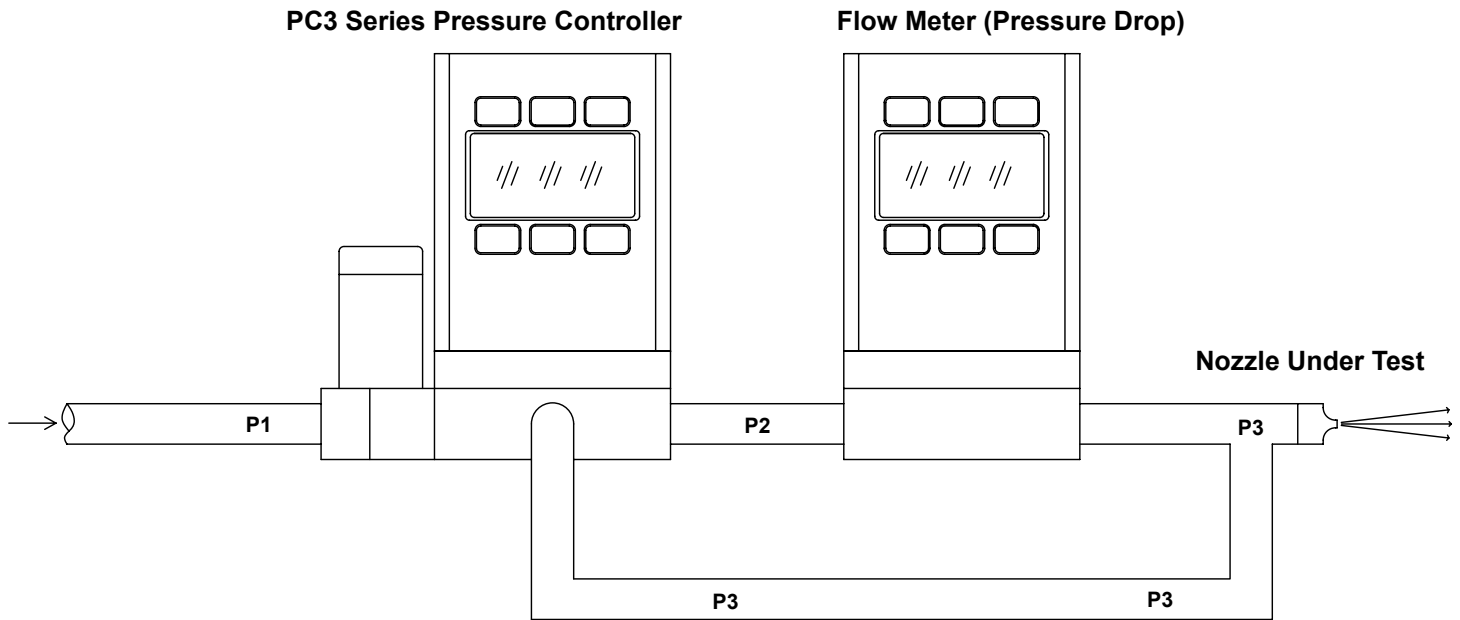 PC3 Series Pressure Controller
Flow Meter (Pressure Drop)
Nozzle Under Test
P1
P2
P3
P3
P3